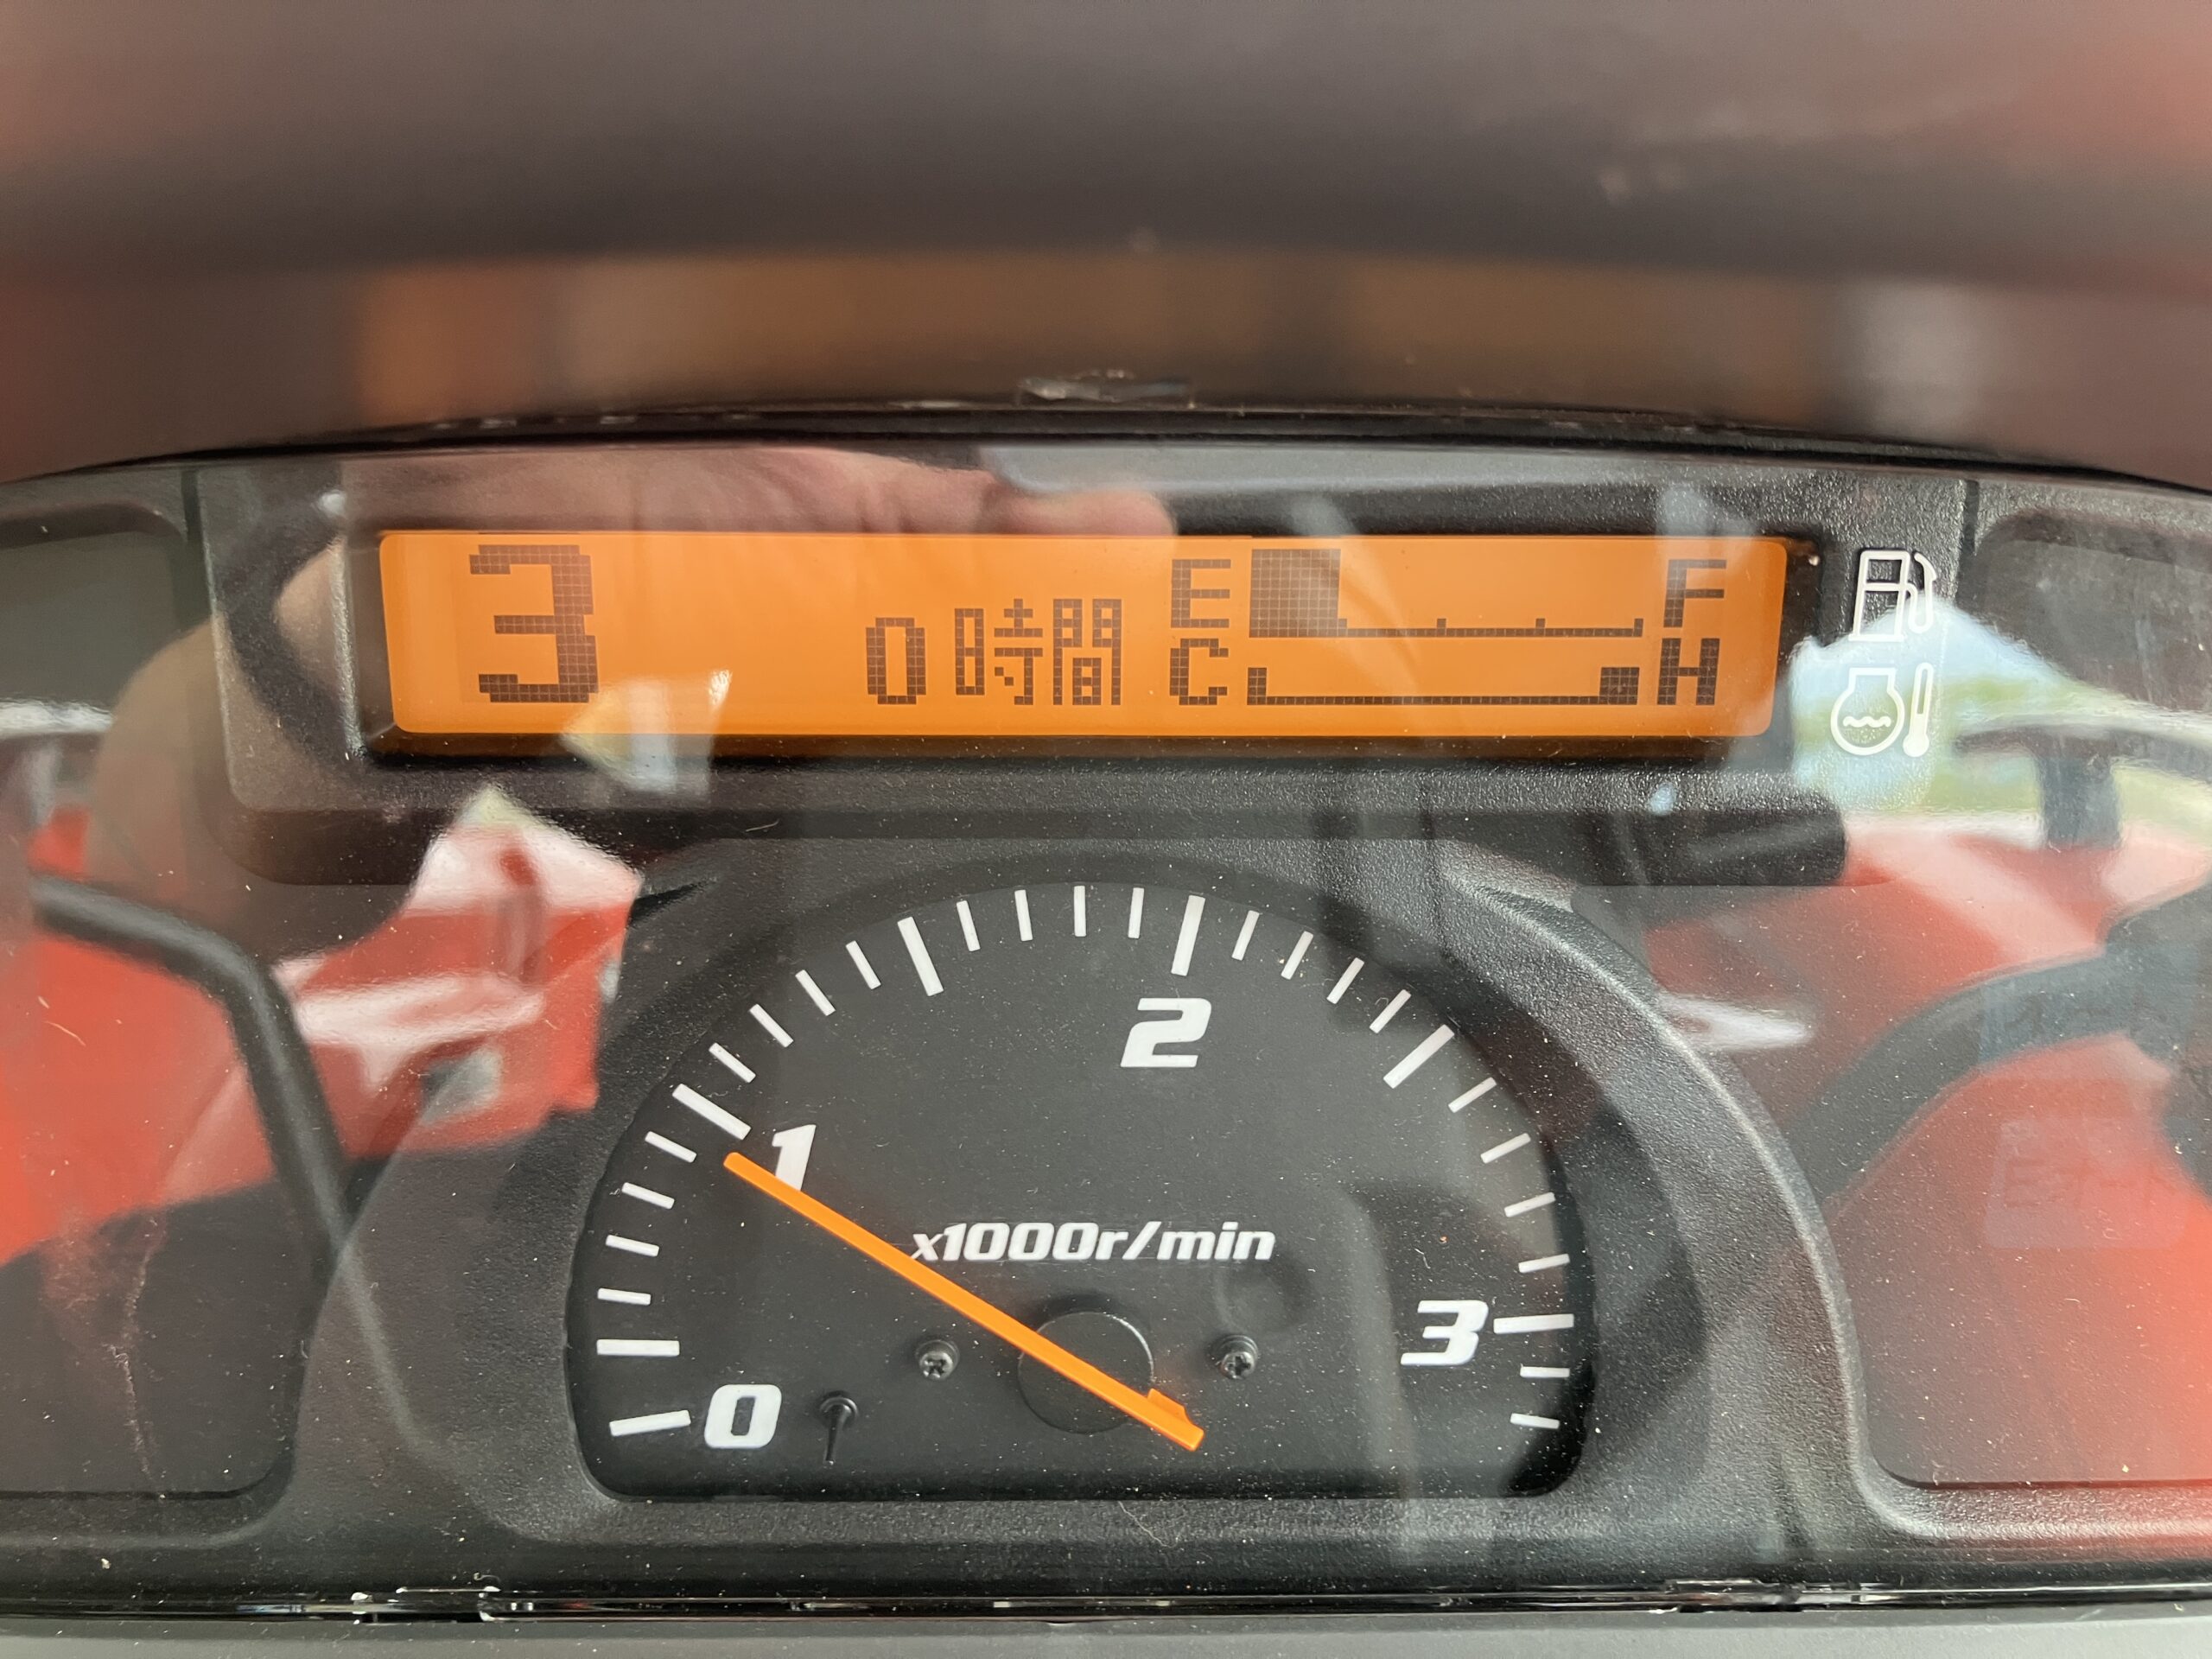 3 0時間 E F
C H
1 2
x1000r/min
0 3